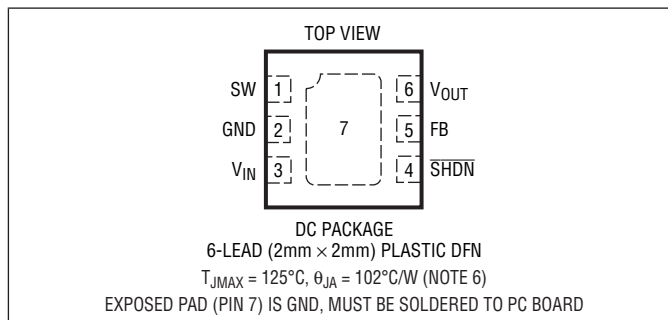 TOP VIEW
SW 1
6 VOUT
GND 2
7
5 FB
VIN 3
4 SHDN
DC PACKAGE
6-LEAD (2mm × 2mm) PLASTIC DFN
TJMAX = 125°C, θJA = 102°C/W (NOTE 6)
EXPOSED PAD (PIN 7) IS GND, MUST BE SOLDERED TO PC BOARD